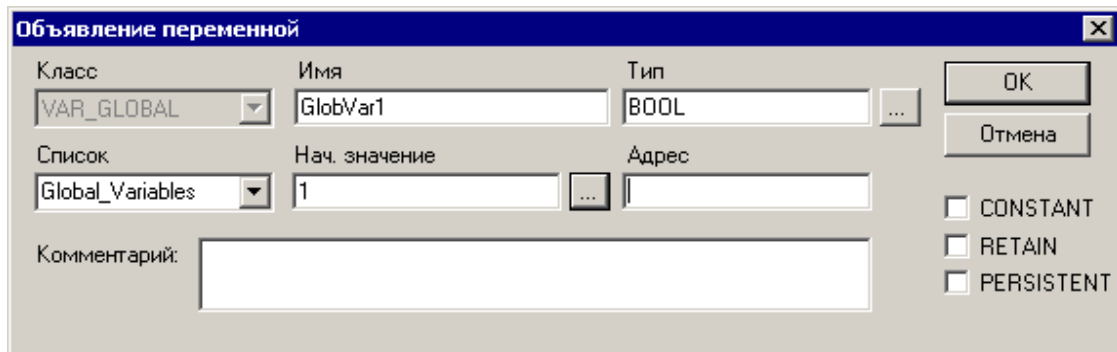 Объявление переменной
Класс Имя Тип
VAR_GLOBAL GlobVar1 BOOL ... OK
Отмена
Список Нач. значение Адрес
Global_Variables 1 ...
CONSTANT
Комментарий: RETAIN
PERSISTENT